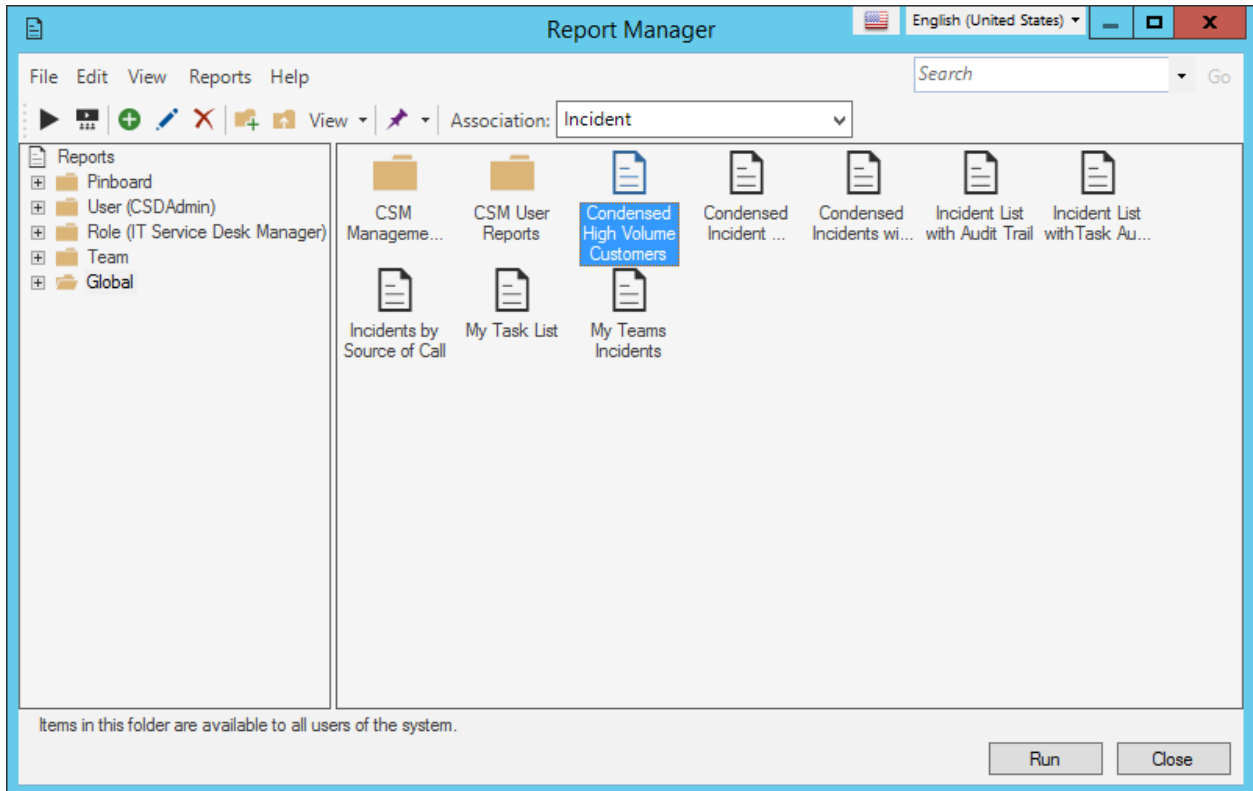 Report Manager
English (United States)
File Edit View Reports Help
Search
Go
View
Association: Incident
Reports
Pinboard
User (CSDAdmin)
Role (IT Service Desk Manager)
Team
Global
CSM
Manageme...
CSM User
Reports
Condensed
High Volume
Customers
Condensed
Incident ...
Condensed
Incidents wi...
Incident List
with Audit Trail
Incident List
withTask Au...
Incidents by
Source of Call
My Task List
My Teams
Incidents
Items in this folder are available to all users of the system.
Run
Close